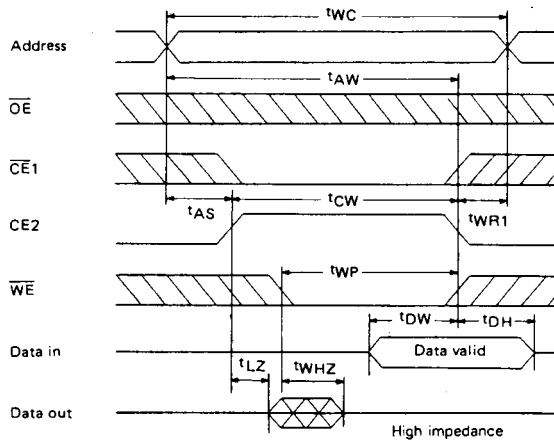 tWC
Address
tAW
OE
CE1
tAS
tCW
tWR1
CE2
tWP
WE
tDW
tDH
Data in
Data valid
tLZ
tWHZ
Data out
High impedance